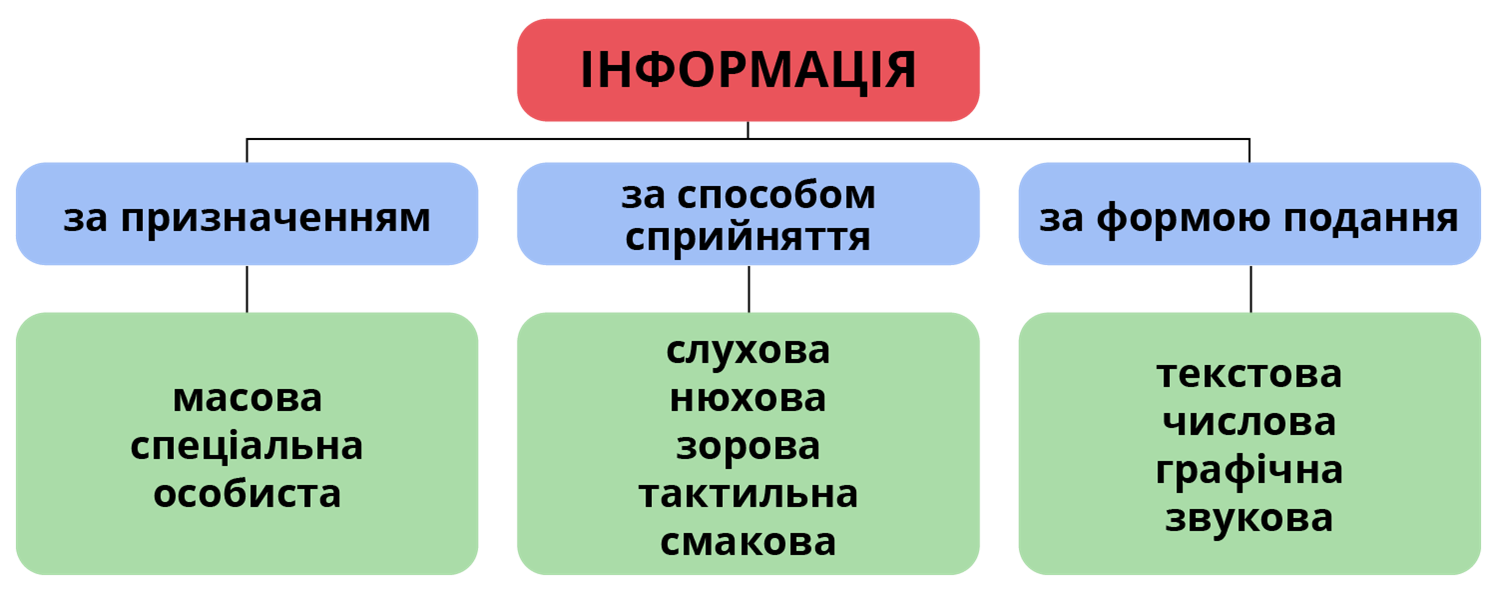 ІНФОРМАЦІЯ
за призначенням
за способом
сприйняття
за формою подання
масова
спеціальна
особиста
слухова
нюхова
зорова
тактильна
смакова
текстова
числова
графічна
звукова